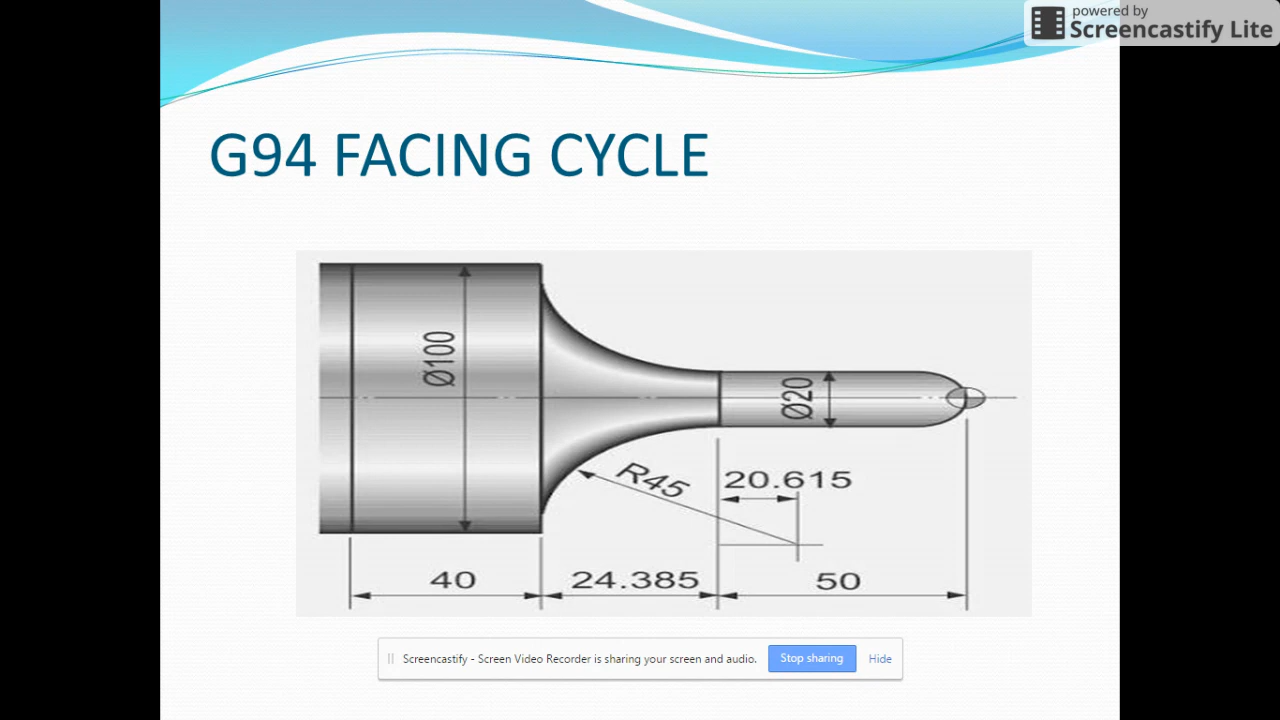 powered by
Screencastify Lite
G94 FACING CYCLE
Ø100
Ø20
R45
20.615
40
24.385
50
Screencastify - Screen Video Recorder is sharing your screen and audio.
Stop sharing
Hide